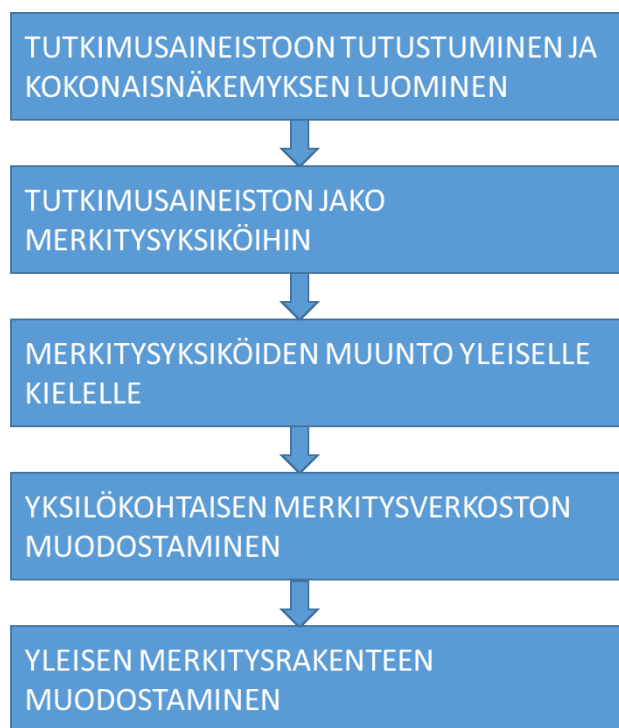 TUTKIMUSAINEISTOON TUTUSTUMINEN JA
KOKONAISNÄKEMYKSEN LUOMINEN
TUTKIMUSAINEISTON JAKO
MERKITYSYKSIKÖIHIN
MERKITYSYKSIKÖIDEN MUUNTO YLEISELLE
KIELELLE
YKSILÖKOHTAISEN MERKITYSVERKOSTON
MUODOSTAMINEN
YLEISEN MERKITYSRAKENTEEN
MUODOSTAMINEN